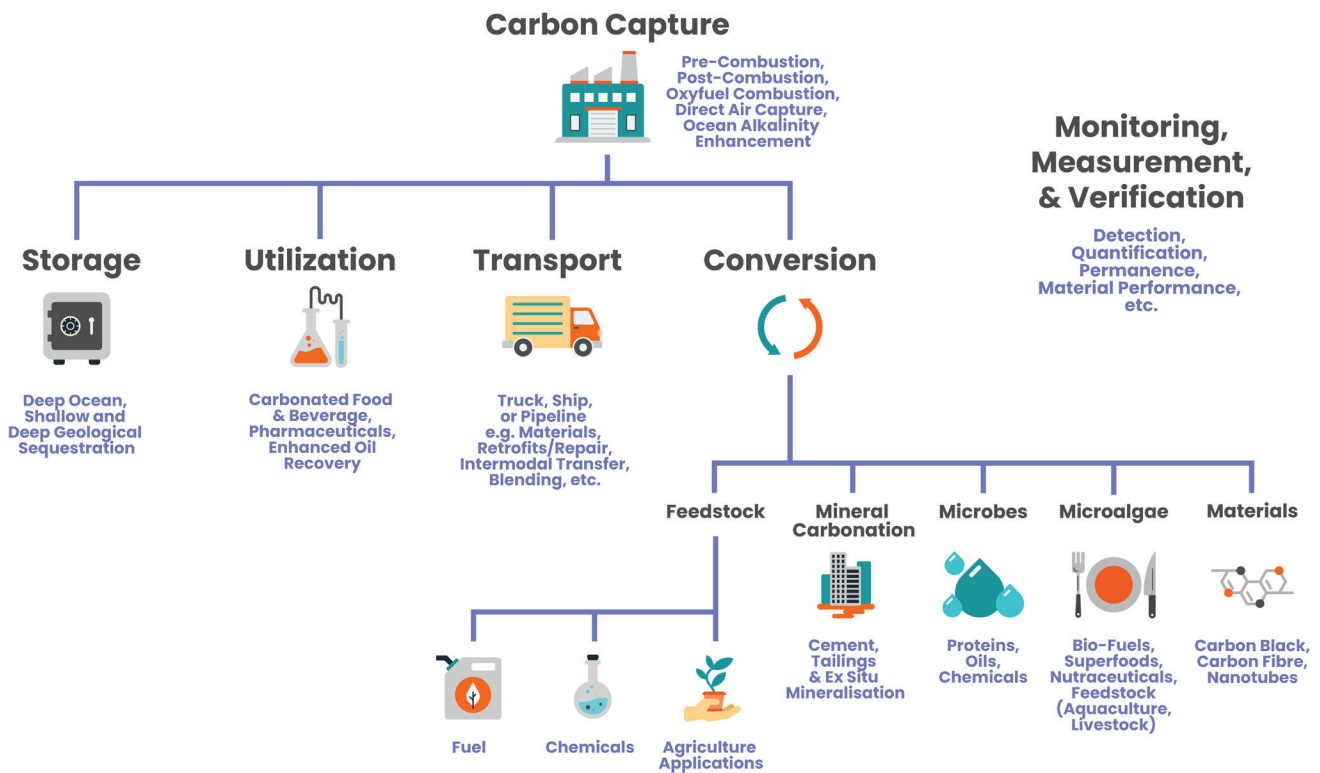 Carbon Capture
Pre-Combustion,
Post-Combustion,
Oxyfuel Combustion,
Direct Air Capture,
Ocean Alkalinity
Enhancement
Monitoring,
Measurement,
& Verification
Detection,
Quantification,
Permanence,
Material Performance,
etc.
Storage
Deep Ocean,
Shallow and
Deep Geological
Sequestration
Utilization
Carbonated Food
& Beverage,
Pharmaceuticals,
Enhanced Oil
Recovery
Transport
Truck, Ship,
or Pipeline
e.g. Materials,
Retrofits/Repair,
Intermodal Transfer,
Blending, etc.
Conversion
Feedstock
Fuel
Chemicals
Agriculture
Applications
Mineral
Carbonation
Cement,
Tailings
& Ex Situ
Mineralisation
Microbes
Proteins,
Oils,
Chemicals
Microalgae
Bio-Fuels,
Superfoods,
Nutraceuticals,
Feedstock
(Aquaculture,
Livestock)
Materials
Carbon Black,
Carbon Fibre,
Nanotubes